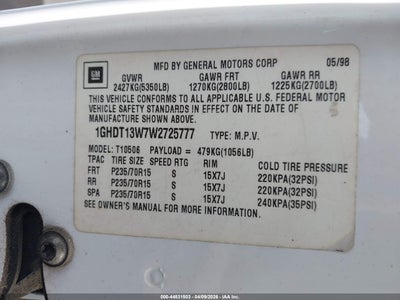 MFD BY GENERAL MOTORS CORP 05/98
GM
GVWR GAWR FRT GAWR RR
2427KG(5350LB) 1270KG(2800LB) 1225KG(2700LB)
THIS VEHICLE CONFORMS TO ALL APPLICABLE U.S. FEDERAL MOTOR
VEHICLE SAFETY STANDARDS IN EFFECT ON THE DATE OF
MANUFACTURE SHOWN ABOVE.
1GHDT13W7W2725777 TYPE: M.P.V.
MODEL: T10506 PAYLOAD = 479KG(1056LB)
TPAC TIRE SIZE SPEED RTG RIM COLD TIRE PRESSURE
FRT P235/70R15 S 15X7J 220KPA(32PSI)
RR P235/70R15 S 15X7J 220KPA(32PSI)
SPA P235/70R15 S 15X7J 240KPA(35PSI)
SEE OWNER'S MANUAL FOR MORE INFORMATION.
000-44631503 - 04/09/2026 - IAA, Inc.